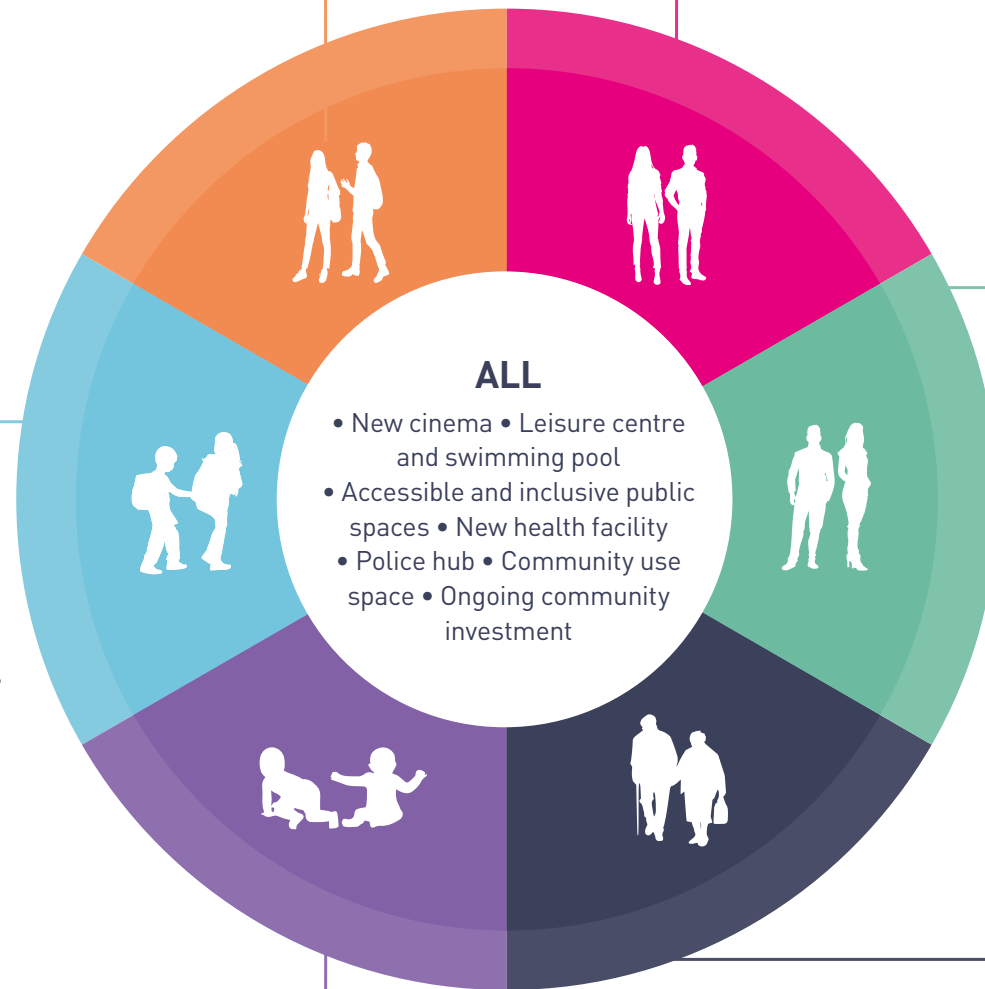 ALL
• New cinema • Leisure centre
and swimming pool
• Accessible and inclusive public
spaces • New health facility
• Police hub • Community use
space • Ongoing community
investment